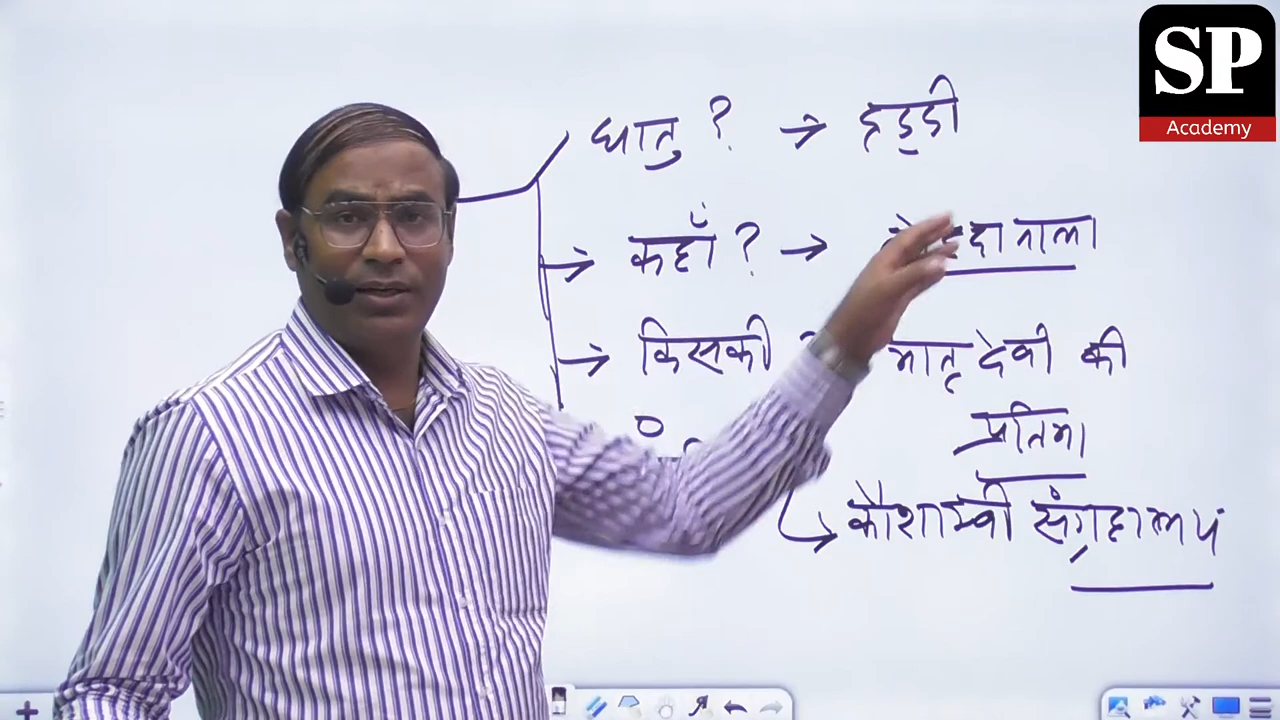 SP
Academy
धातु ? → हड्डी
→ कहाँ ? → नाला
→ किसकी मातृदेवी की
प्रतिमा
कौशाम्बी संग्रहालय